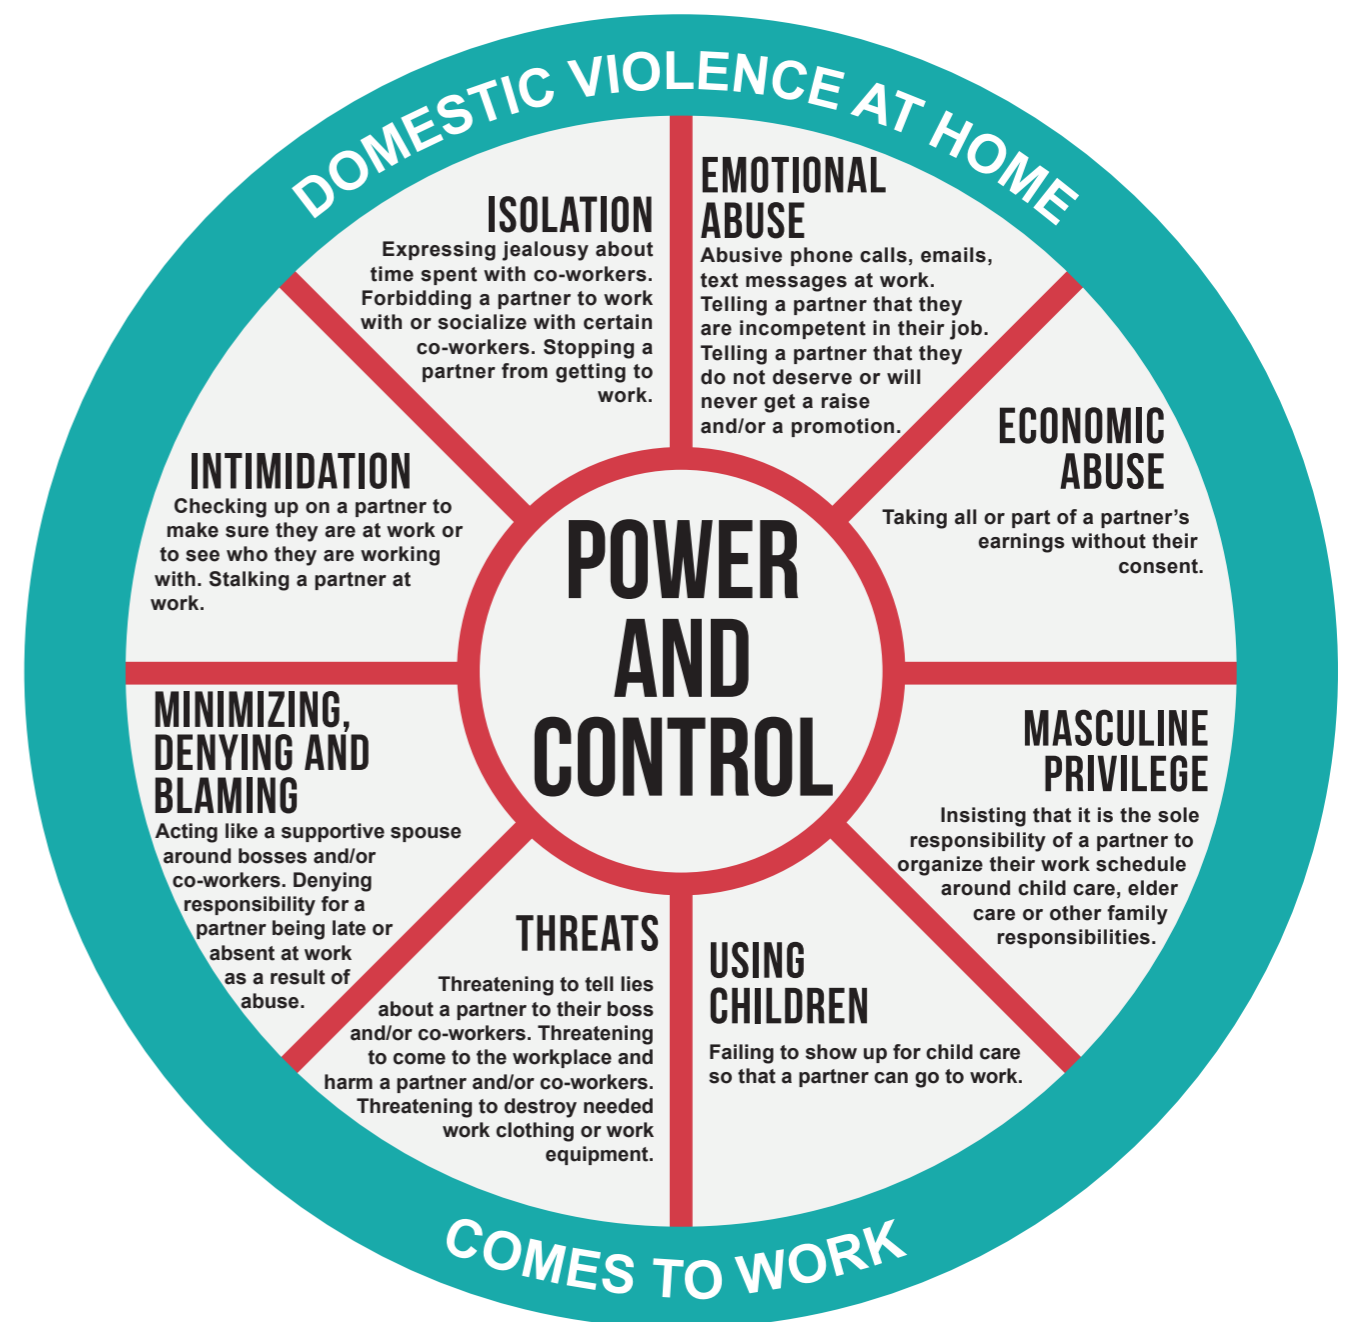 DOMESTIC VIOLENCE AT HOME
ISOLATION
Expressing jealousy about
time spent with co-workers.
Forbidding a partner to work
with or socialize with certain
co-workers. Stopping a
partner from getting to
work.
EMOTIONAL
ABUSE
Abusive phone calls, emails,
text messages at work.
Telling a partner that they
are incompetent in their job.
Telling a partner that they
do not deserve or will
never get a raise
and/or a promotion.
ECONOMIC
ABUSE
Taking all or part of a partner’s
earnings without their
consent.
MASCULINE
PRIVILEGE
Insisting that it is the sole
responsibility of a partner to
organize their work schedule
around child care, elder
care or other family
responsibilities.
USING
CHILDREN
Failing to show up for child care
so that a partner can go to work.
THREATS
Threatening to tell lies
about a partner to their boss
and/or co-workers. Threatening
to come to the workplace and
harm a partner and/or co-workers.
Threatening to destroy needed
work clothing or work
equipment.
MINIMIZING,
DENYING AND
BLAMING
Acting like a supportive spouse
around bosses and/or
co-workers. Denying
responsibility for a
partner being late or
absent at work
as a result of
abuse.
INTIMIDATION
Checking up on a partner to
make sure they are at work or
to see who they are working
with. Stalking a partner at
work.
POWER
AND
CONTROL
COMES TO WORK